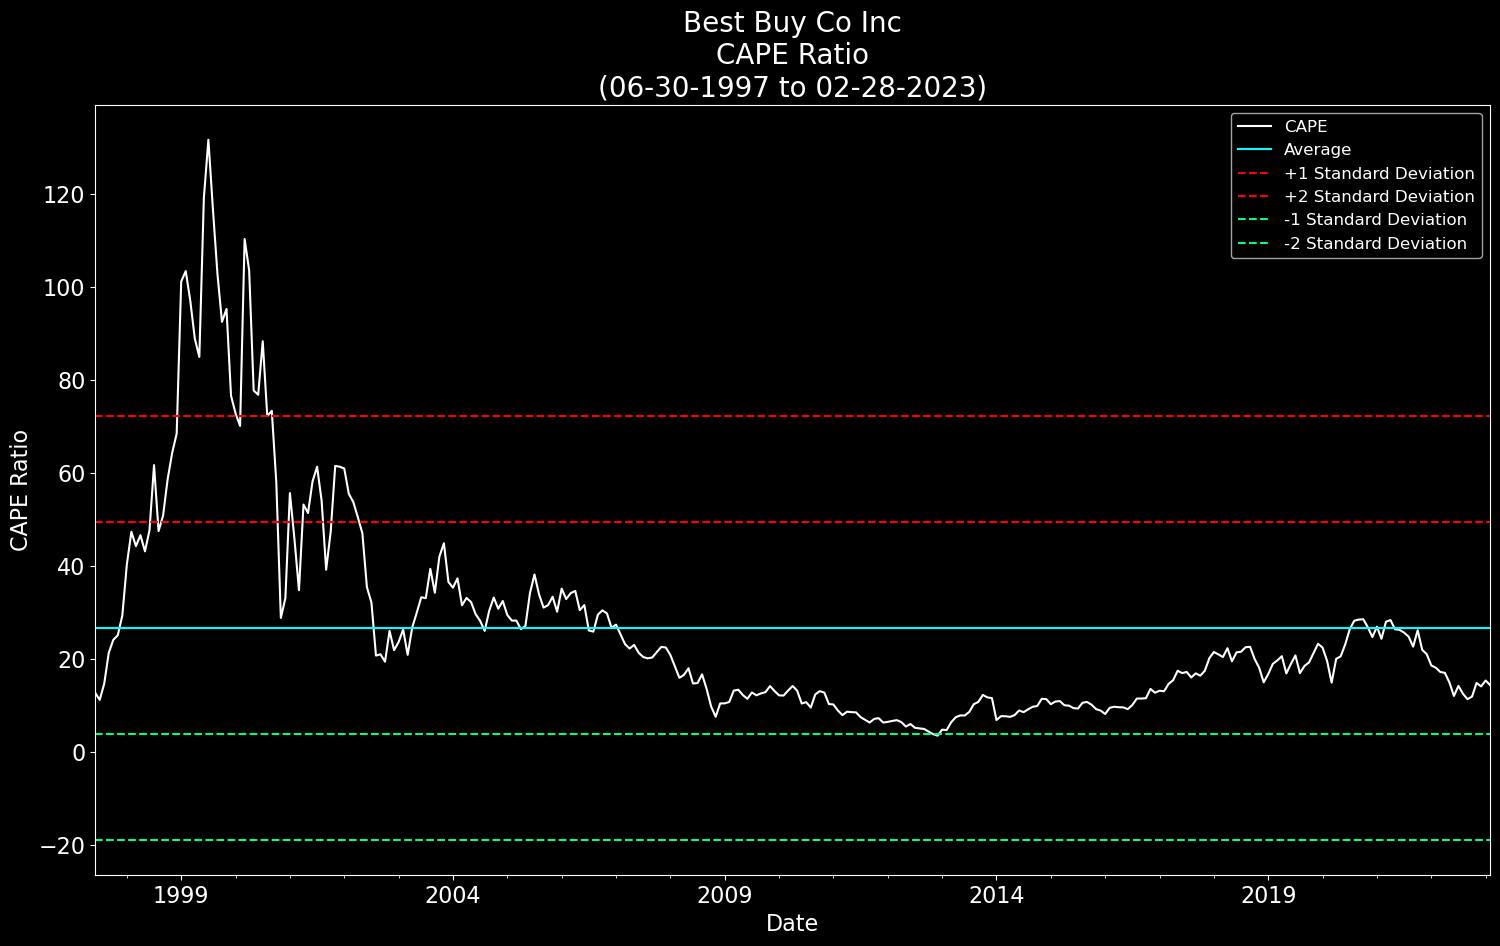 Best Buy Co Inc
CAPE Ratio
(06-30-1997 to 02-28-2023)
CAPE
Average
+1 Standard Deviation
+2 Standard Deviation
-1 Standard Deviation
-2 Standard Deviation
CAPE Ratio
120
100
80
60
40
20
0
−20
1999
2004
2009
2014
2019
Date